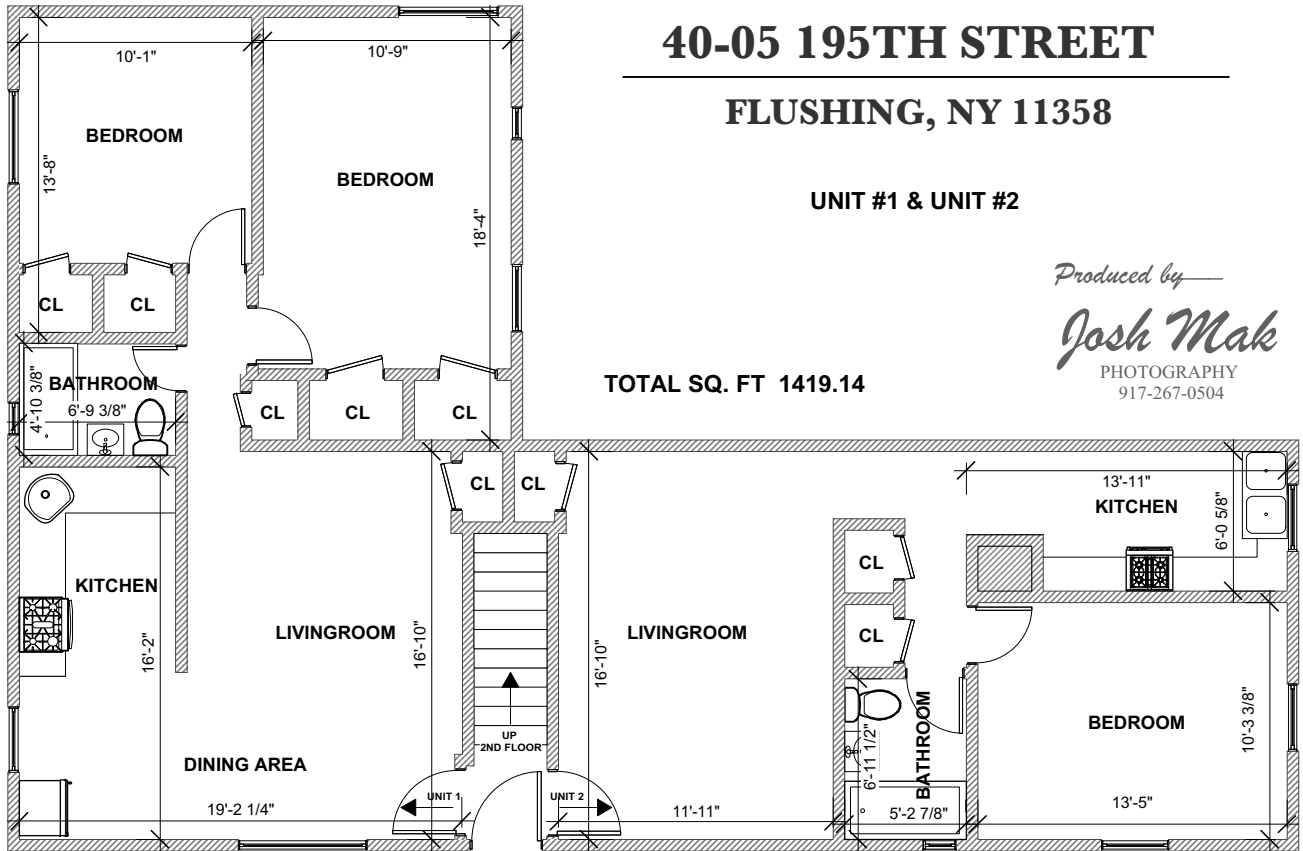 40-05 195TH STREET
FLUSHING, NY 11358
UNIT #1 & UNIT #2
Produced by
Josh Mak
PHOTOGRAPHY
917-267-0504
TOTAL SQ. FT 1419.14
10'-1"
10'-9"
BEDROOM
13'-8"
BEDROOM
18'-4"
CL
CL
BATHROOM
4'-10 3/8"
6'-9 3/8"
CL
CL
CL
CL
CL
13'-11"
KITCHEN
6'-0 5/8"
CL
KITCHEN
16'-2"
LIVINGROOM
16'-10"
LIVINGROOM
16'-10"
CL
UP
2ND FLOOR
BATHROOM
6'-11 1/2"
5'-2 7/8"
BEDROOM
10'-3 3/8"
13'-5"
DINING AREA
19'-2 1/4"
UNIT 1
UNIT 2
11'-11"